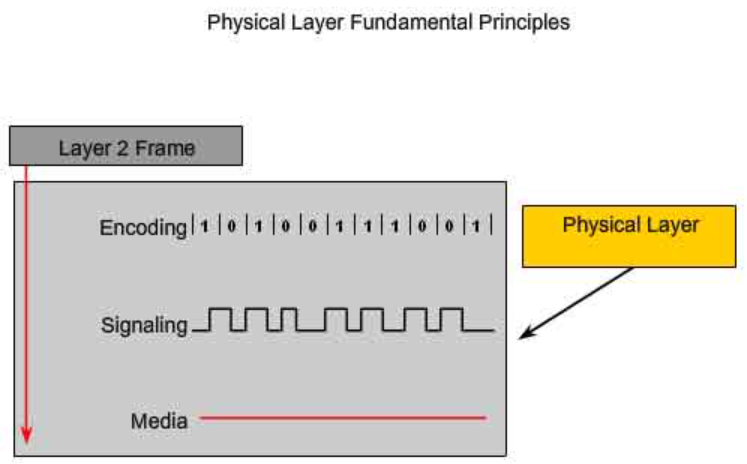 Physical Layer Fundamental Principles
Layer 2 Frame
Encoding | 1 | 0 | 1 | 0 | 0 | 1 | 1 | 1 | 0 | 0 | 1 |
Physical Layer
Signaling
Media